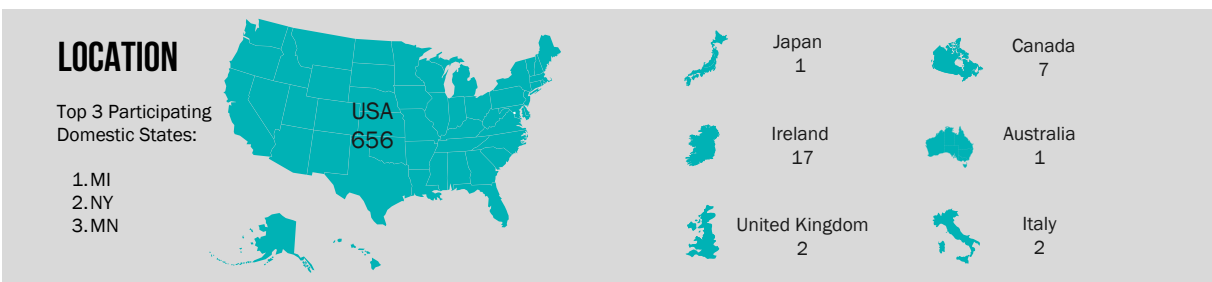 LOCATION
Top 3 Participating
Domestic States:
1. MI
2. NY
3. MN
USA
656
Japan
1
Canada
7
Ireland
17
Australia
1
United Kingdom
2
Italy
2